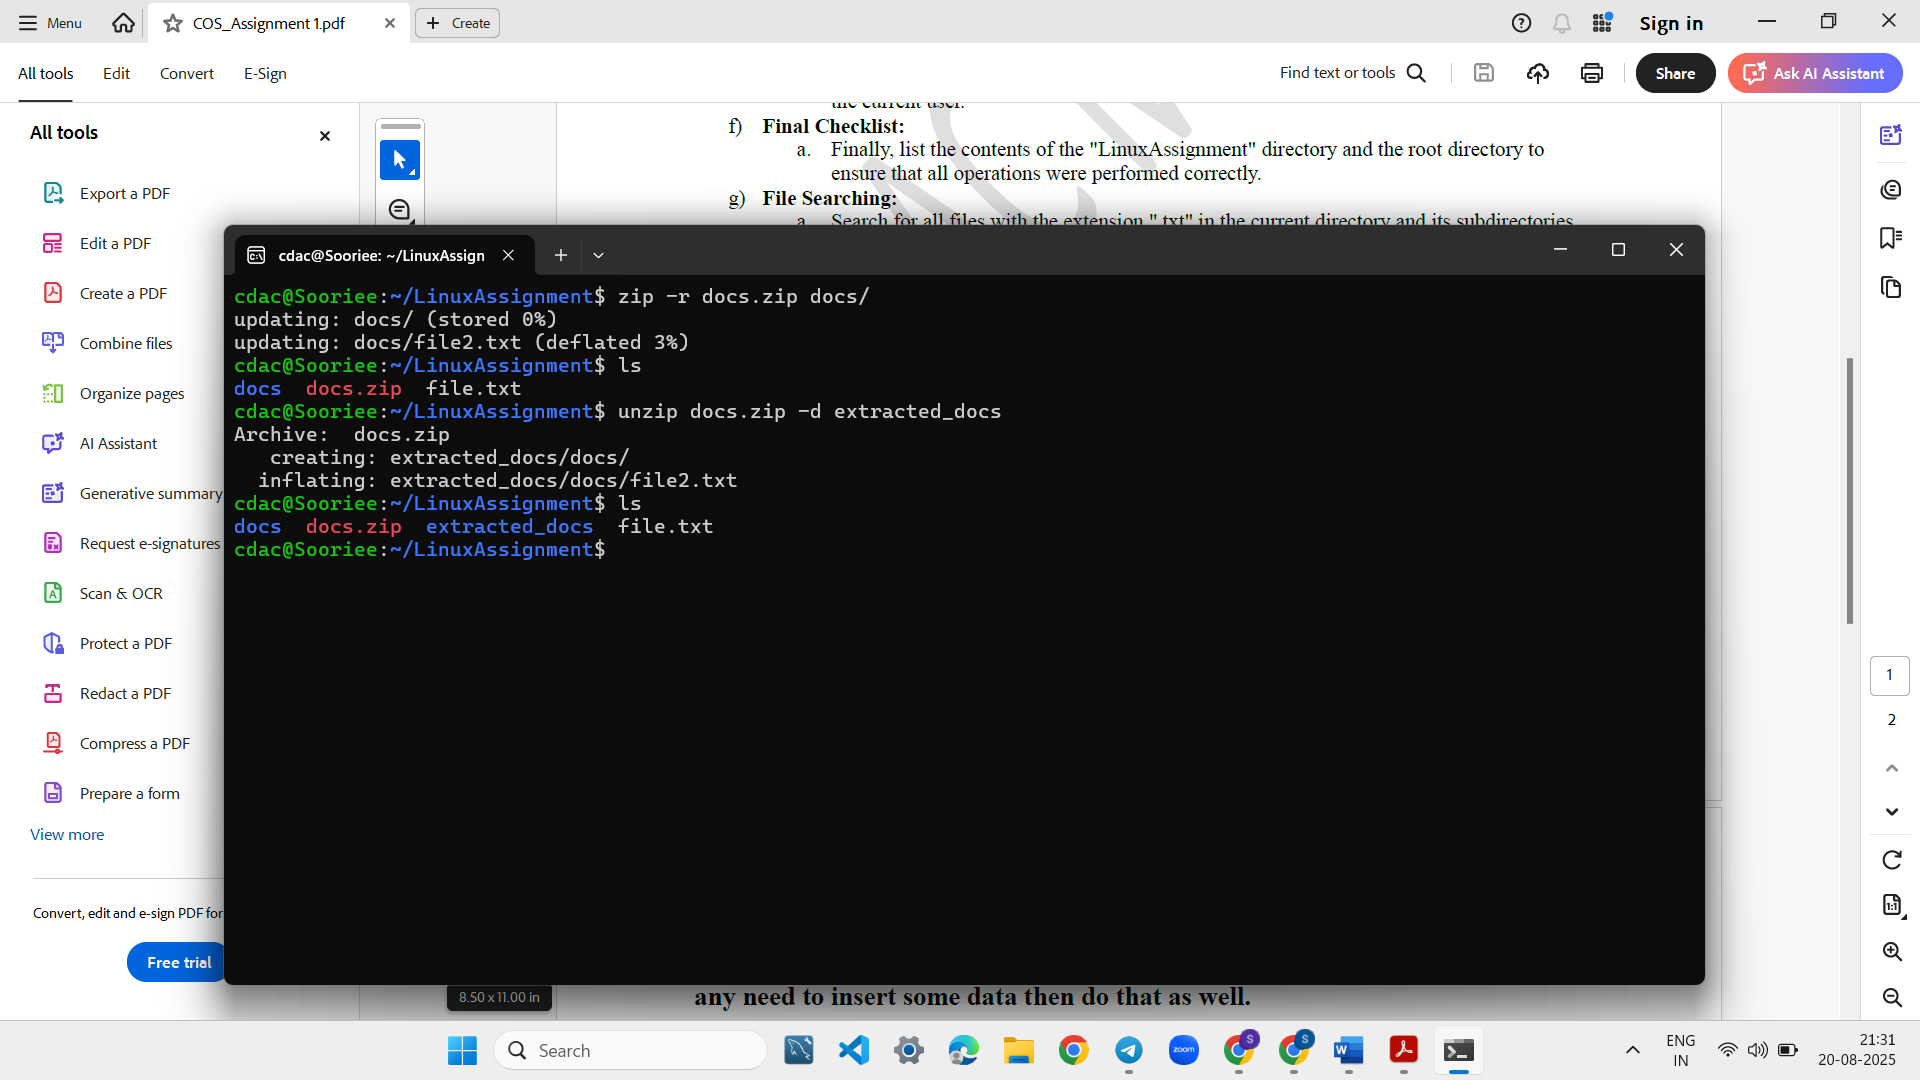 Menu
COS_Assignment 1.pdf
Create
Sign in
All tools
Edit
Convert
E-Sign
Find text or tools
Share
Ask AI Assistant
All tools
Export a PDF
Edit a PDF
Create a PDF
Combine files
Organize pages
AI Assistant
Generative summary
Request e-signatures
Scan & OCR
Protect a PDF
Redact a PDF
Compress a PDF
Prepare a form
View more
Convert, edit and e-sign PDF for
Free trial
the current user.
f) Final Checklist:
a. Finally, list the contents of the "LinuxAssignment" directory and the root directory to
ensure that all operations were performed correctly.
g) File Searching:
a. Search for all files with the extension ".txt" in the current directory and its subdirectories
cdac@Sooriee: ~/LinuxAssign
cdac@Sooriee:~/LinuxAssignment$ zip -r docs.zip docs/
updating: docs/ (stored 0%)
updating: docs/file2.txt (deflated 3%)
cdac@Sooriee:~/LinuxAssignment$ ls
docs  docs.zip  file.txt
cdac@Sooriee:~/LinuxAssignment$ unzip docs.zip -d extracted_docs
Archive:  docs.zip
   creating: extracted_docs/docs/
  inflating: extracted_docs/docs/file2.txt
cdac@Sooriee:~/LinuxAssignment$ ls
docs  docs.zip  extracted_docs  file.txt
cdac@Sooriee:~/LinuxAssignment$
8.50 x 11.00 in
any need to insert some data then do that as well.
1
2
Search
zoom
S
S
ENG
IN
21:31
20-08-2025